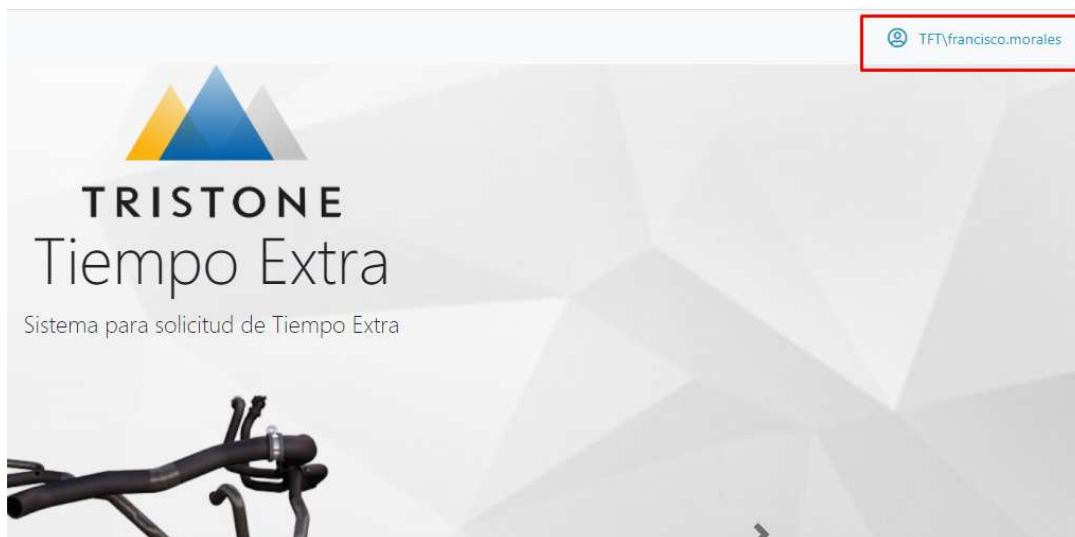 TFT\francisco.morales
TRISTONE
Tiempo Extra
Sistema para solicitud de Tiempo Extra